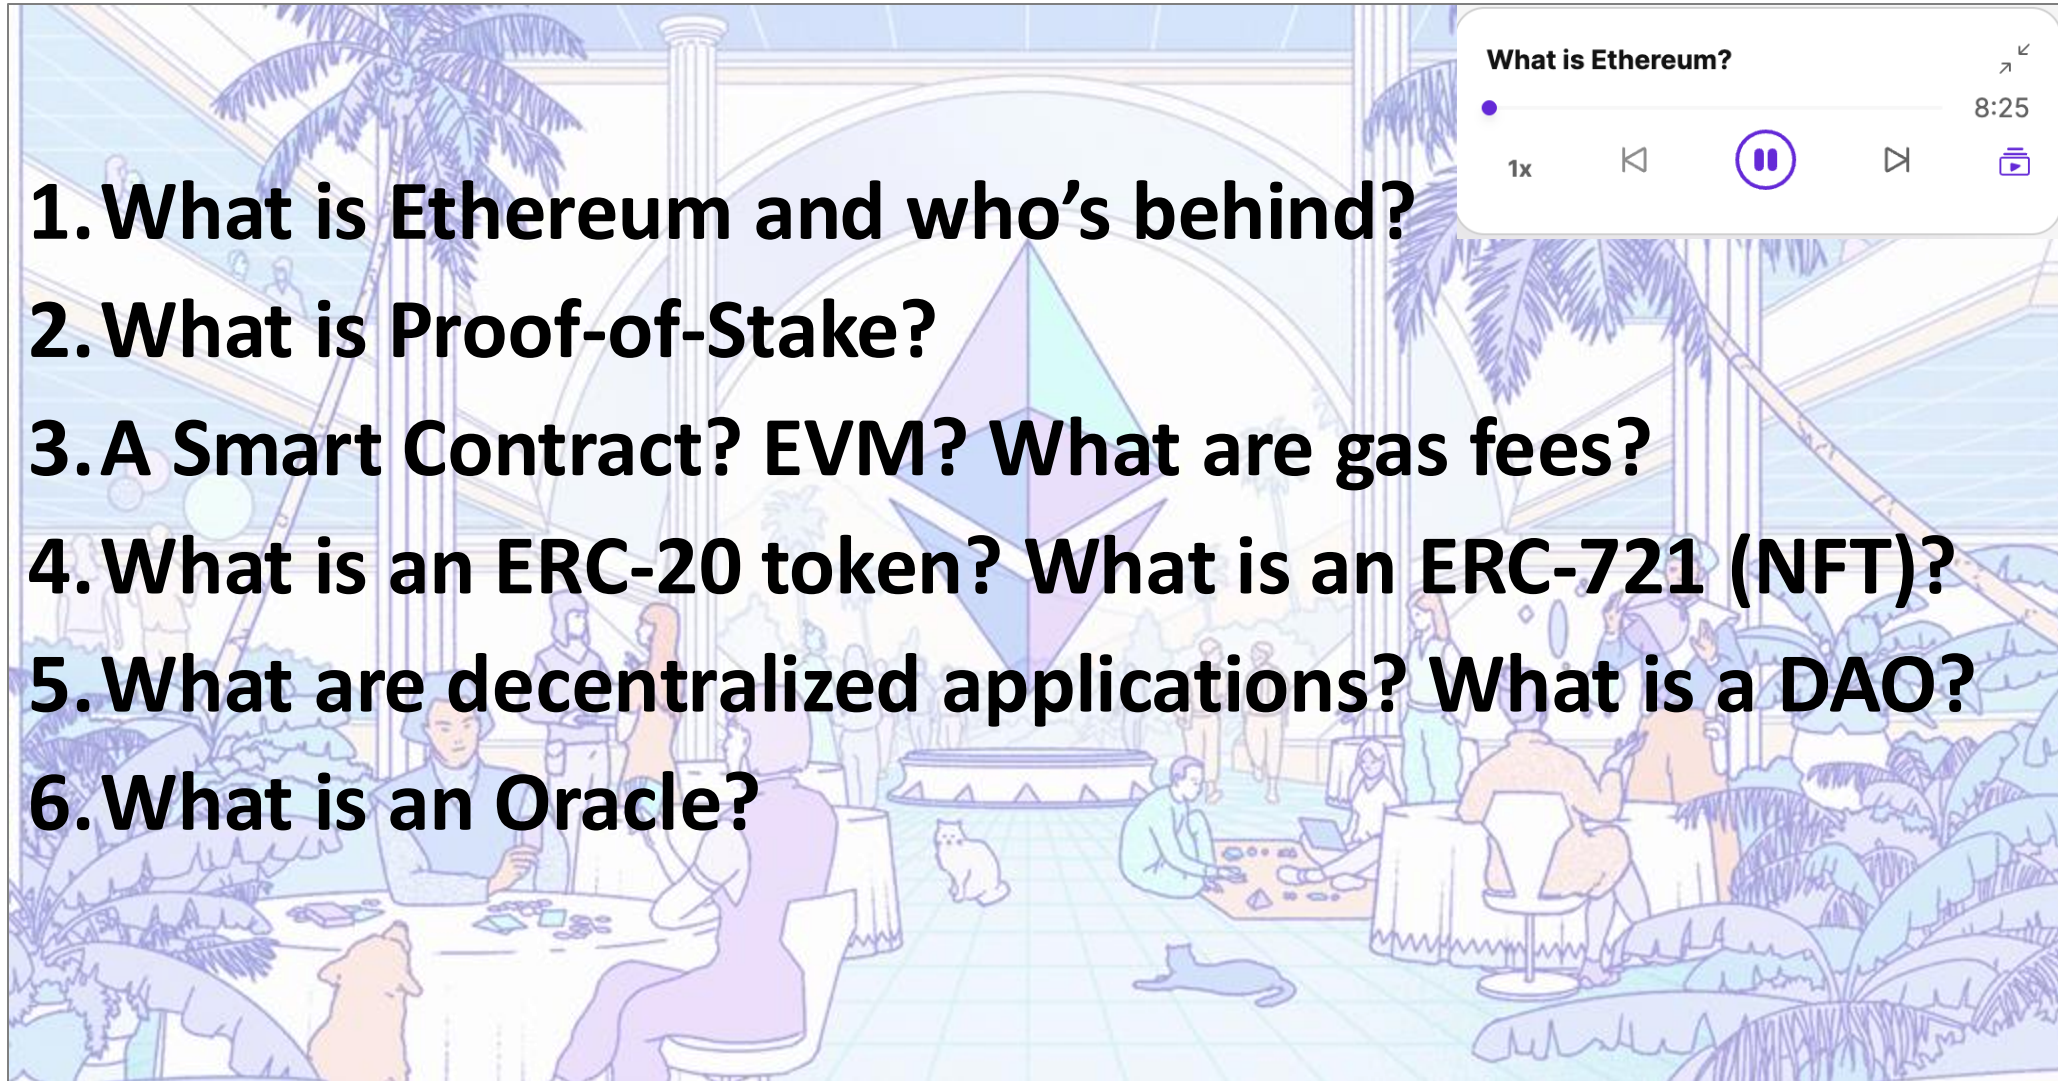 What is Ethereum?
8:25
1x
1. What is Ethereum and who’s behind?
2. What is Proof-of-Stake?
3. A Smart Contract? EVM? What are gas fees?
4. What is an ERC-20 token? What is an ERC-721 (NFT)?
5. What are decentralized applications? What is a DAO?
6. What is an Oracle?